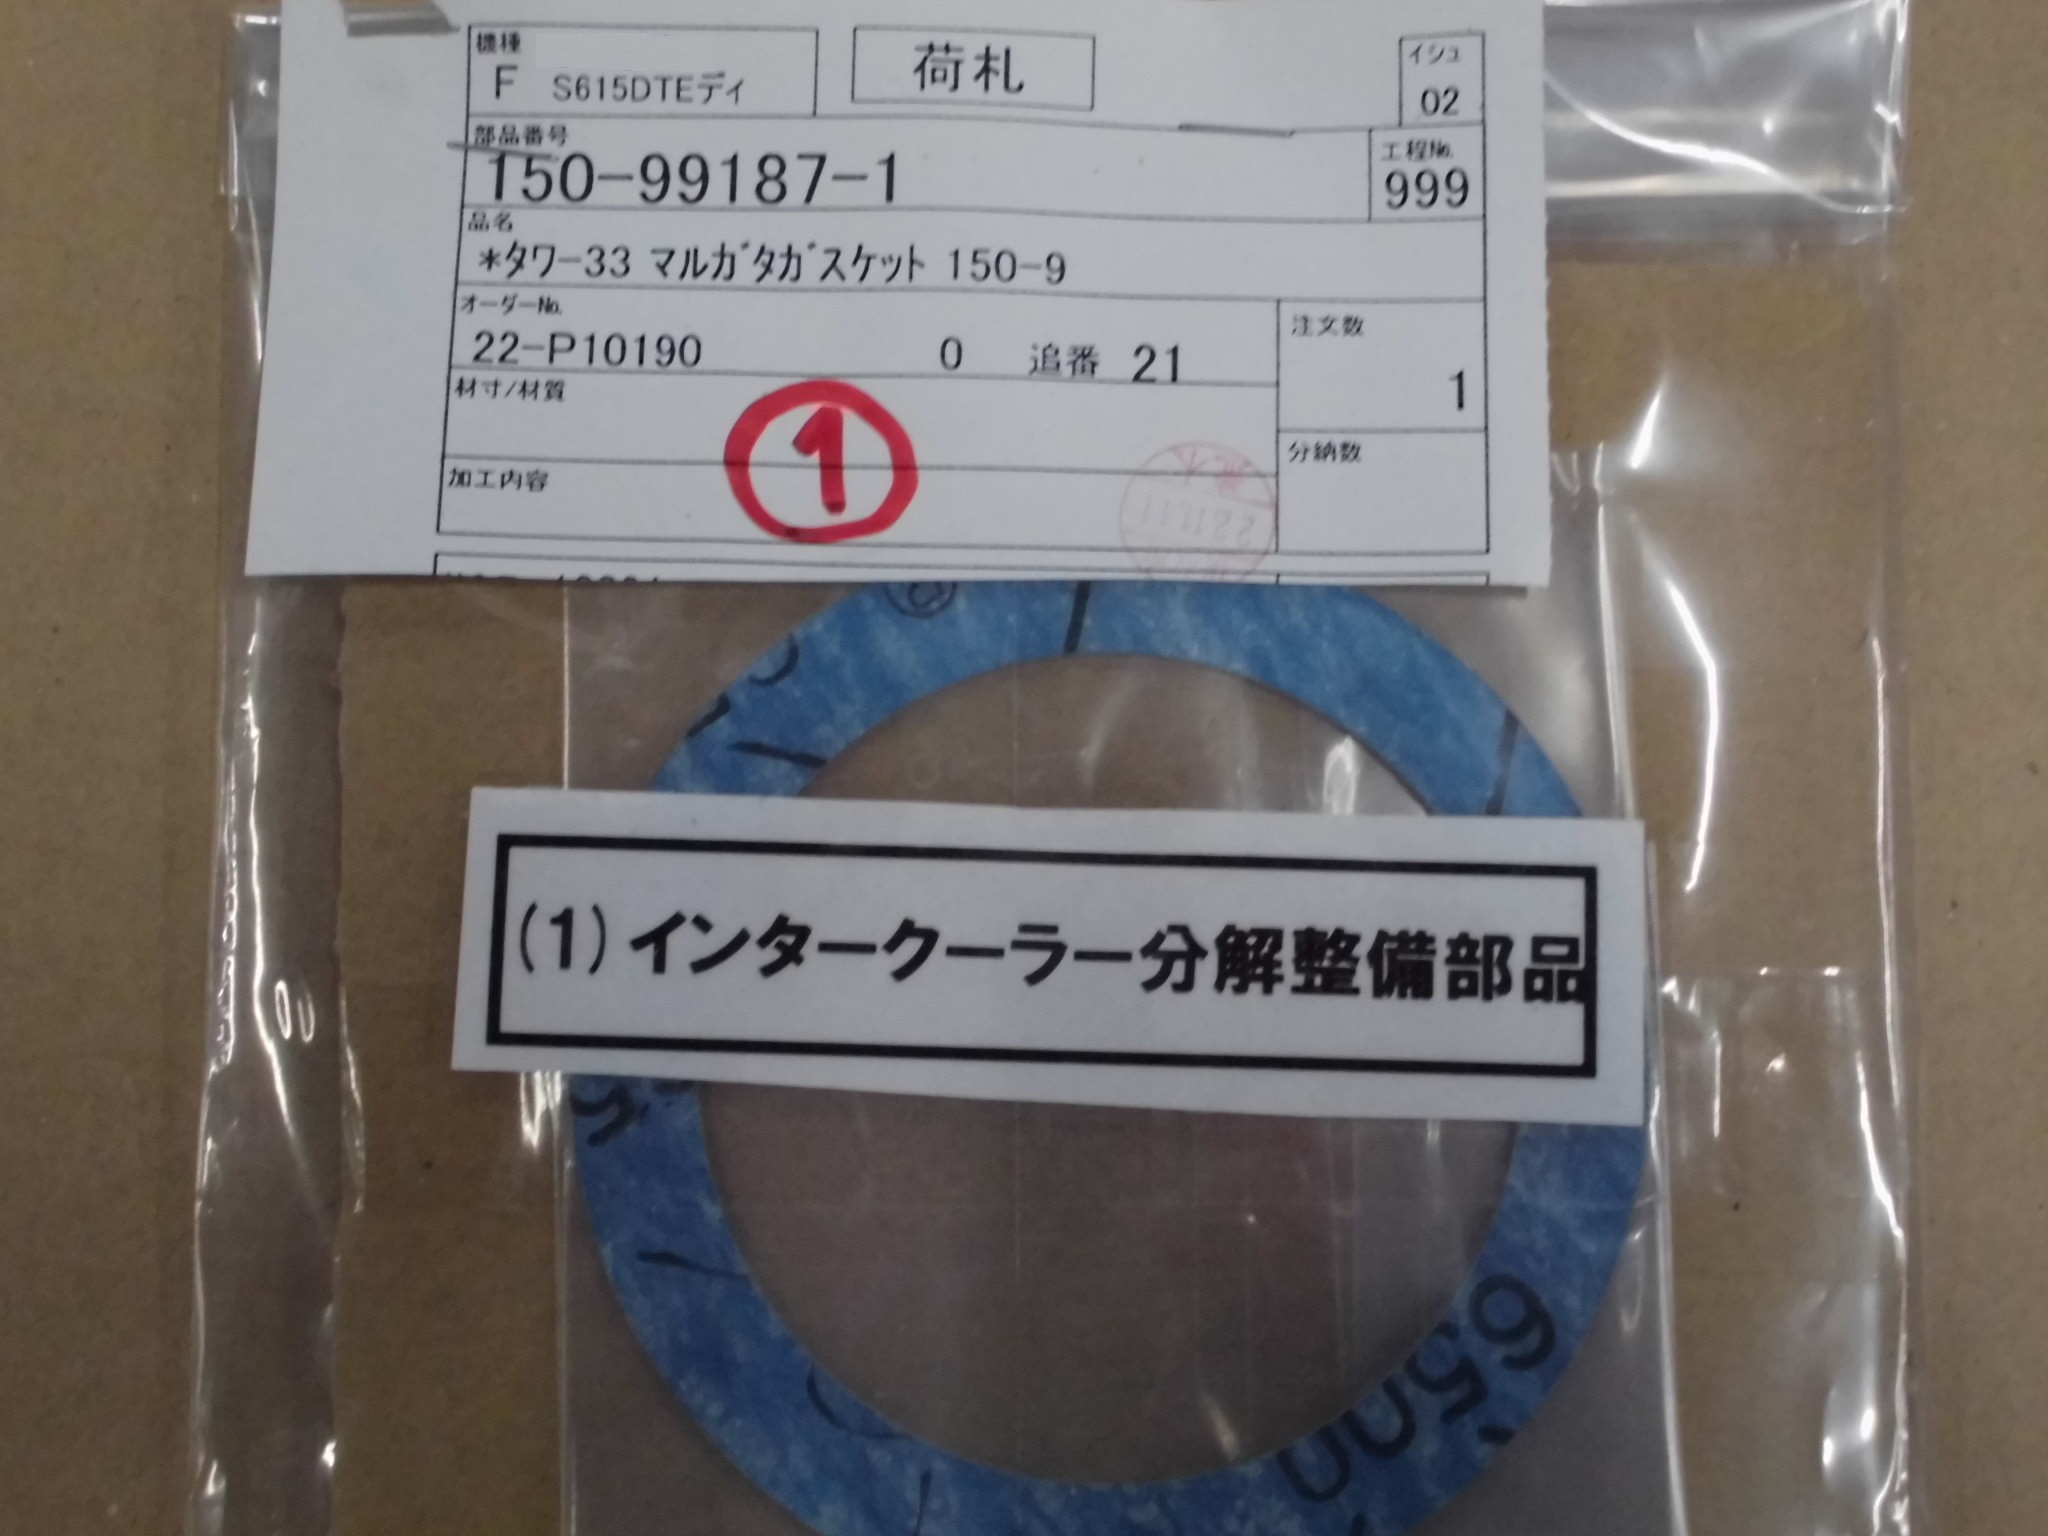 機種
F S615DTEディ
荷札
イシュ
02
部品番号
150-99187-1
工程No.
999
品名
*タワ-33 マルガタガスケット 150-9
オーダーNo.
22-P10190 0 追番 21
注文数
1
材寸/材質
①
分納数
加工内容
22.11.11
(1)インタークーラー分解整備部品
6500